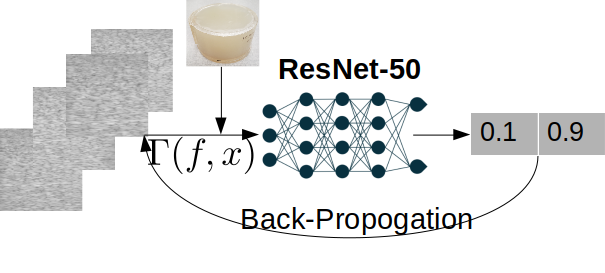 ResNet-50
0.1 0.9
Γ(f, x)
Back-Propogation